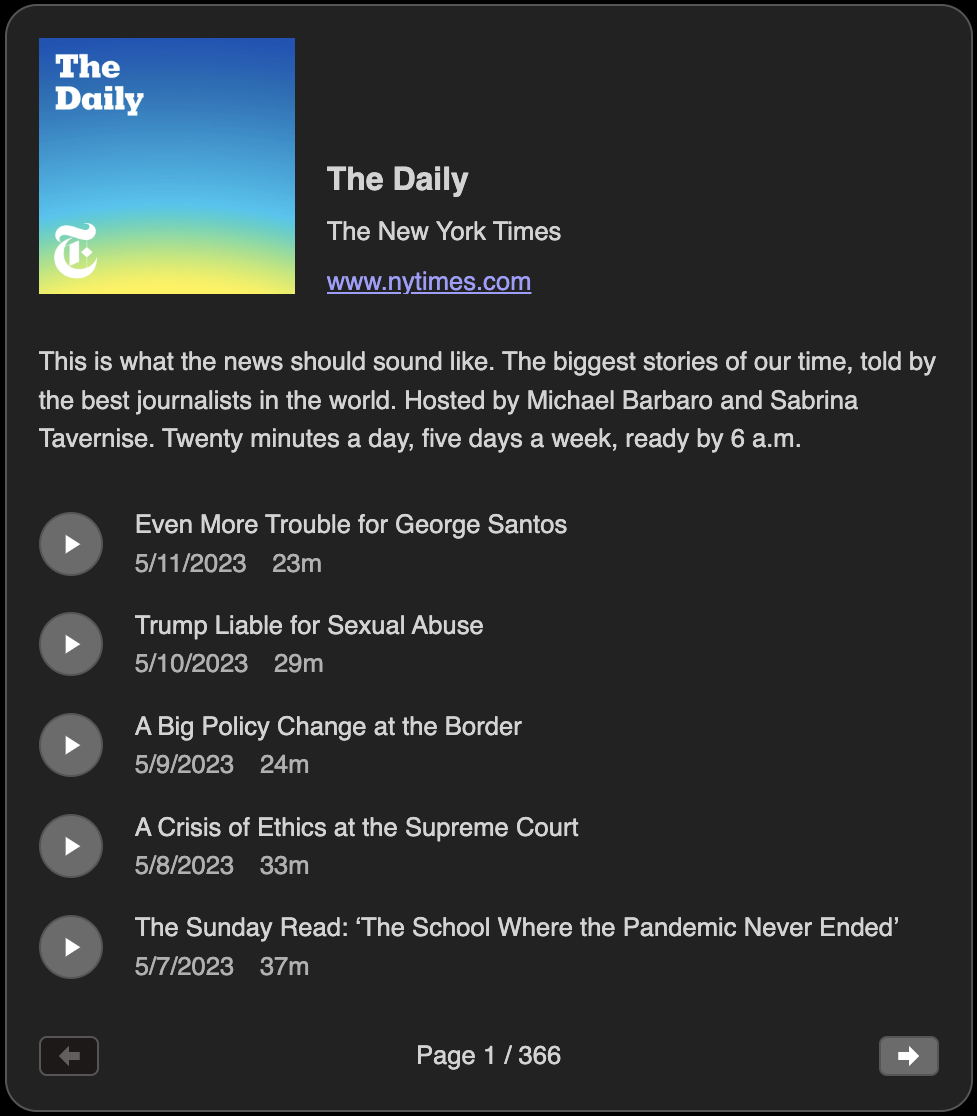 The
Daily
The Daily
The New York Times
www.nytimes.com
This is what the news should sound like. The biggest stories of our time, told by
the best journalists in the world. Hosted by Michael Barbaro and Sabrina
Tavernise. Twenty minutes a day, five days a week, ready by 6 a.m.
Even More Trouble for George Santos
5/11/2023 23m
Trump Liable for Sexual Abuse
5/10/2023 29m
A Big Policy Change at the Border
5/9/2023 24m
A Crisis of Ethics at the Supreme Court
5/8/2023 33m
The Sunday Read: ‘The School Where the Pandemic Never Ended’
5/7/2023 37m
Page 1 / 366